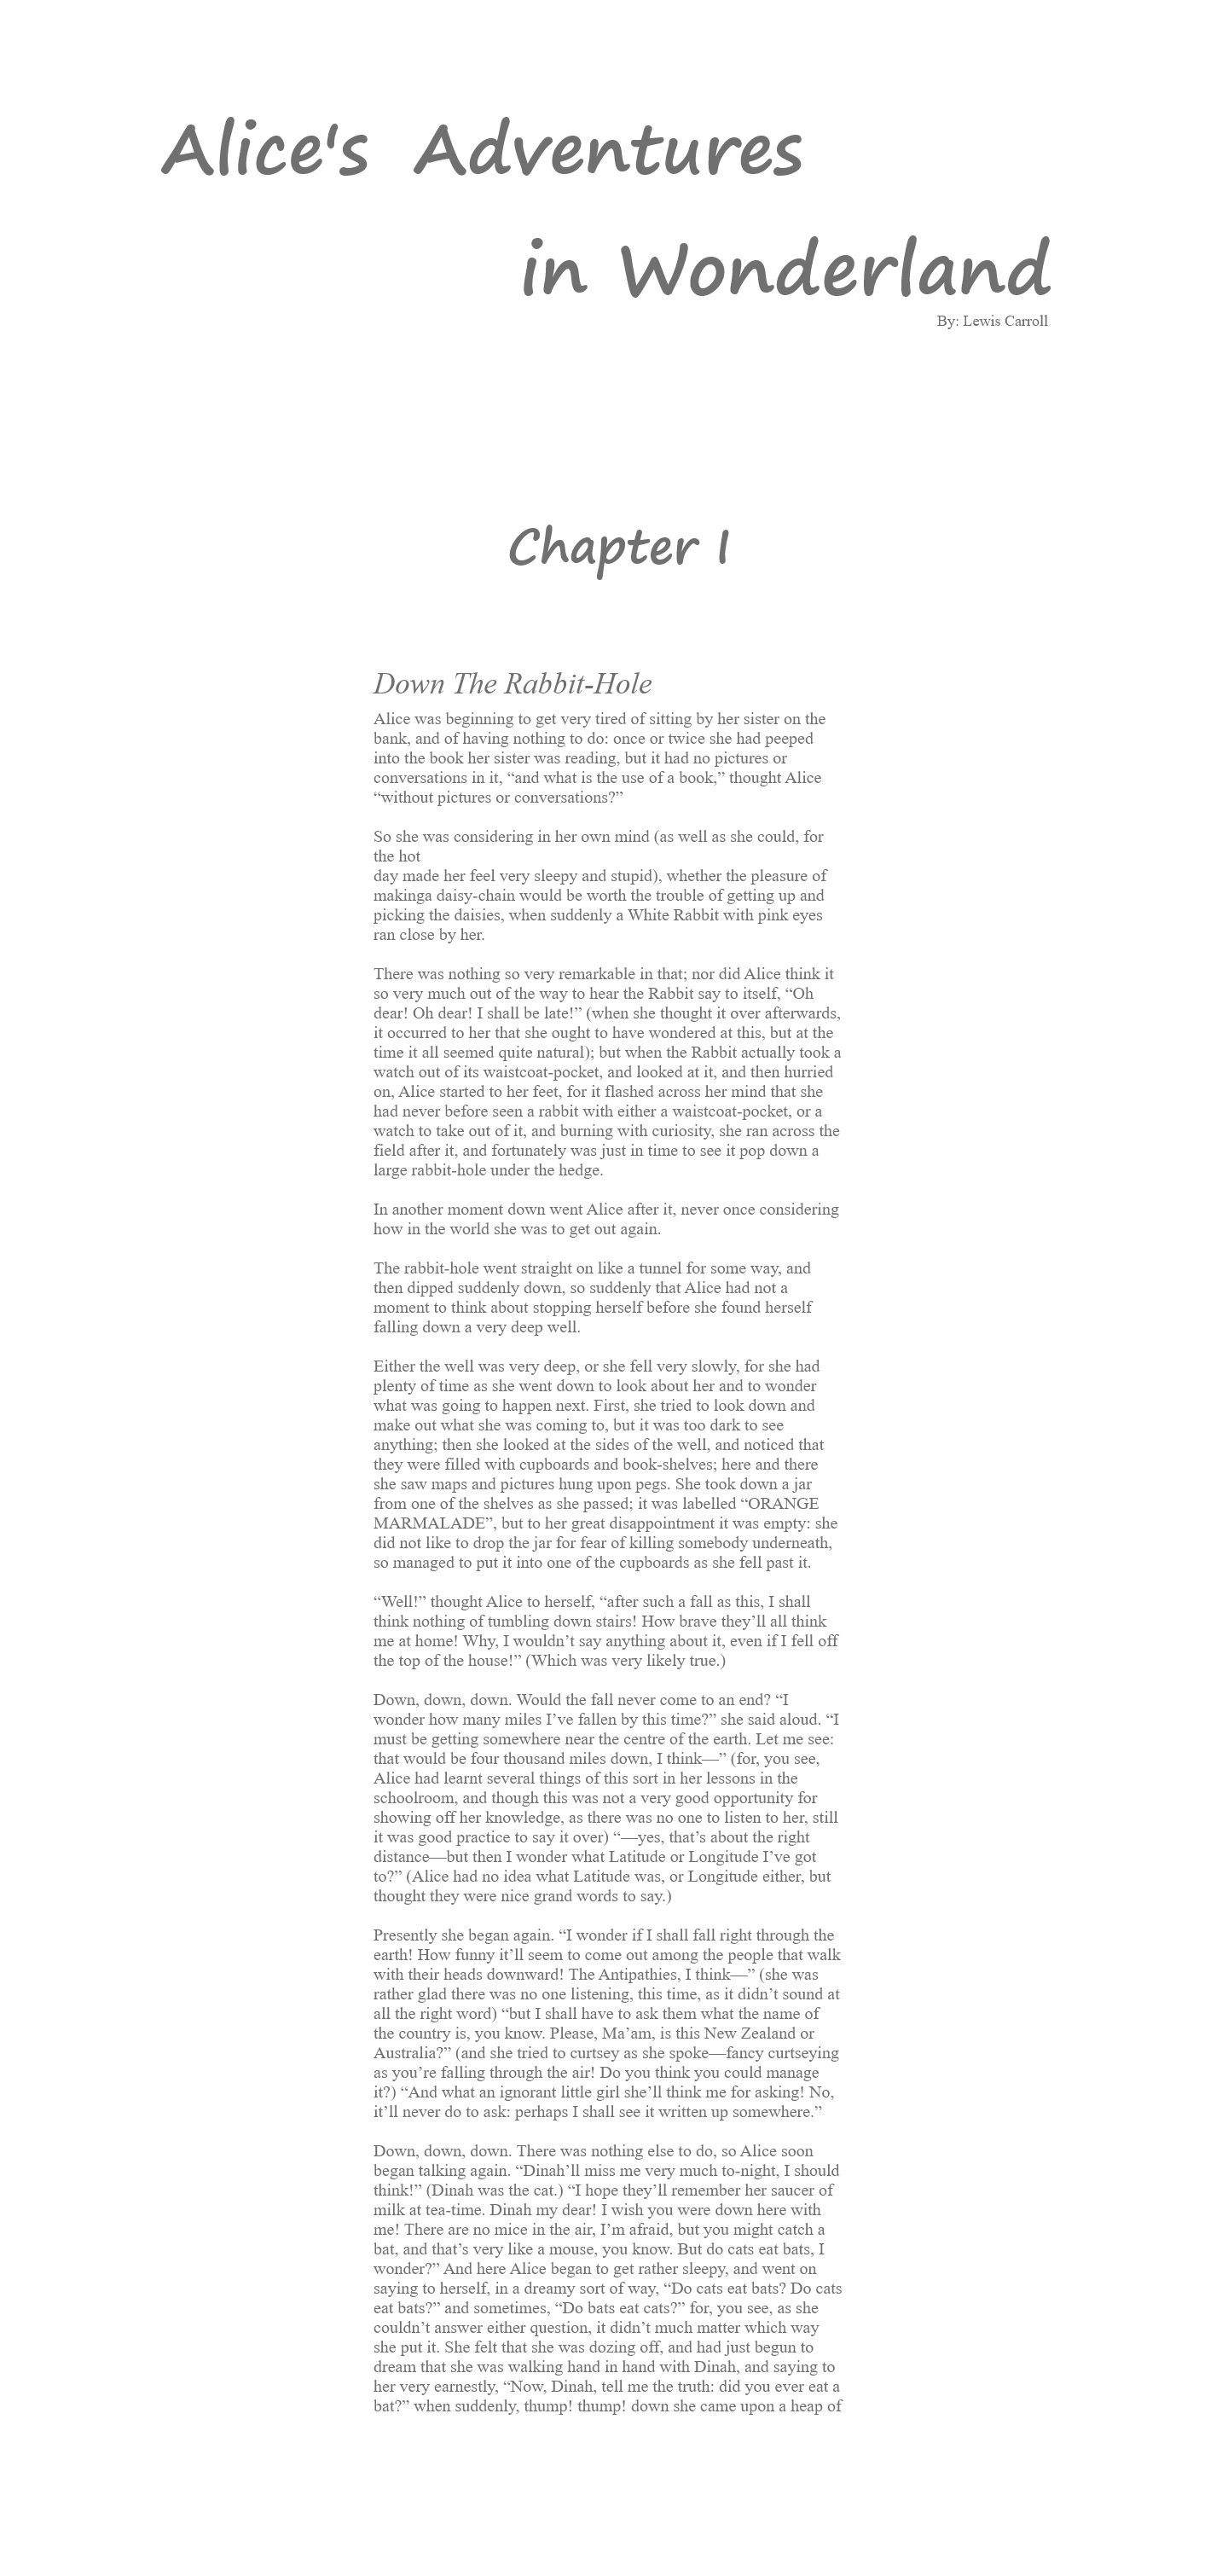 Alice's Adventures
in Wonderland
By: Lewis Carroll
Chapter I
Down The Rabbit-Hole
Alice was beginning to get very tired of sitting by her sister on the
bank, and of having nothing to do: once or twice she had peeped
into the book her sister was reading, but it had no pictures or
conversations in it, “and what is the use of a book,” thought Alice
“without pictures or conversations?”
So she was considering in her own mind (as well as she could, for
the hot
day made her feel very sleepy and stupid), whether the pleasure of
makinga daisy-chain would be worth the trouble of getting up and
picking the daisies, when suddenly a White Rabbit with pink eyes
ran close by her.
There was nothing so very remarkable in that; nor did Alice think it
so very much out of the way to hear the Rabbit say to itself, “Oh
dear! Oh dear! I shall be late!” (when she thought it over afterwards,
it occurred to her that she ought to have wondered at this, but at the
time it all seemed quite natural); but when the Rabbit actually took a
watch out of its waistcoat-pocket, and looked at it, and then hurried
on, Alice started to her feet, for it flashed across her mind that she
had never before seen a rabbit with either a waistcoat-pocket, or a
watch to take out of it, and burning with curiosity, she ran across the
field after it, and fortunately was just in time to see it pop down a
large rabbit-hole under the hedge.
In another moment down went Alice after it, never once considering
how in the world she was to get out again.
The rabbit-hole went straight on like a tunnel for some way, and
then dipped suddenly down, so suddenly that Alice had not a
moment to think about stopping herself before she found herself
falling down a very deep well.
Either the well was very deep, or she fell very slowly, for she had
plenty of time as she went down to look about her and to wonder
what was going to happen next. First, she tried to look down and
make out what she was coming to, but it was too dark to see
anything; then she looked at the sides of the well, and noticed that
they were filled with cupboards and book-shelves; here and there
she saw maps and pictures hung upon pegs. She took down a jar
from one of the shelves as she passed; it was labelled “ORANGE
MARMALADE”, but to her great disappointment it was empty: she
did not like to drop the jar for fear of killing somebody underneath,
so managed to put it into one of the cupboards as she fell past it.
“Well!” thought Alice to herself, “after such a fall as this, I shall
think nothing of tumbling down stairs! How brave they’ll all think
me at home! Why, I wouldn’t say anything about it, even if I fell off
the top of the house!” (Which was very likely true.)
Down, down, down. Would the fall never come to an end? “I
wonder how many miles I’ve fallen by this time?” she said aloud. “I
must be getting somewhere near the centre of the earth. Let me see:
that would be four thousand miles down, I think—” (for, you see,
Alice had learnt several things of this sort in her lessons in the
schoolroom, and though this was not a very good opportunity for
showing off her knowledge, as there was no one to listen to her, still
it was good practice to say it over) “—yes, that’s about the right
distance—but then I wonder what Latitude or Longitude I’ve got
to?” (Alice had no idea what Latitude was, or Longitude either, but
thought they were nice grand words to say.)
Presently she began again. “I wonder if I shall fall right through the
earth! How funny it’ll seem to come out among the people that walk
with their heads downward! The Antipathies, I think—” (she was
rather glad there was no one listening, this time, as it didn’t sound at
all the right word) “but I shall have to ask them what the name of
the country is, you know. Please, Ma’am, is this New Zealand or
Australia?” (and she tried to curtsey as she spoke—fancy curtseying
as you’re falling through the air! Do you think you could manage
it?) “And what an ignorant little girl she’ll think me for asking! No,
it’ll never do to ask: perhaps I shall see it written up somewhere.”
Down, down, down. There was nothing else to do, so Alice soon
began talking again. “Dinah’ll miss me very much to-night, I should
think!” (Dinah was the cat.) “I hope they’ll remember her saucer of
milk at tea-time. Dinah my dear! I wish you were down here with
me! There are no mice in the air, I’m afraid, but you might catch a
bat, and that’s very like a mouse, you know. But do cats eat bats, I
wonder?” And here Alice began to get rather sleepy, and went on
saying to herself, in a dreamy sort of way, “Do cats eat bats? Do cats
eat bats?” and sometimes, “Do bats eat cats?” for, you see, as she
couldn’t answer either question, it didn’t much matter which way
she put it. She felt that she was dozing off, and had just begun to
dream that she was walking hand in hand with Dinah, and saying to
her very earnestly, “Now, Dinah, tell me the truth: did you ever eat a
bat?” when suddenly, thump! thump! down she came upon a heap of